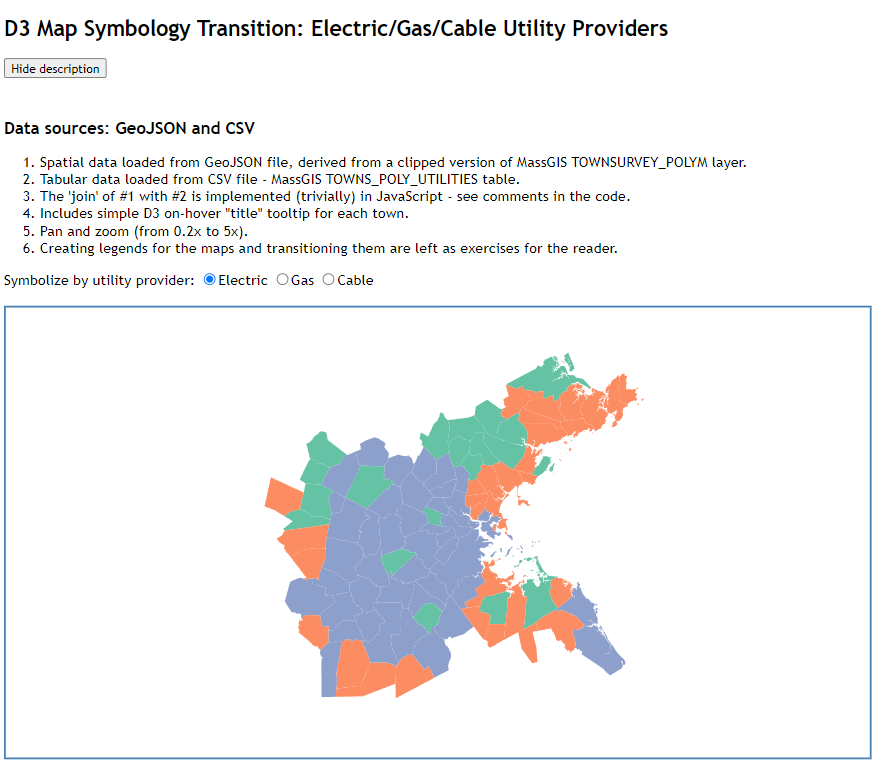 D3 Map Symbology Transition: Electric/Gas/Cable Utility Providers
Hide description
Data sources: GeoJSON and CSV
1. Spatial data loaded from GeoJSON file, derived from a clipped version of MassGIS TOWNSURVEY_POLYM layer.
2. Tabular data loaded from CSV file - MassGIS TOWNS_POLY_UTILITIES table.
3. The 'join' of #1 with #2 is implemented (trivially) in JavaScript - see comments in the code.
4. Includes simple D3 on-hover "title" tooltip for each town.
5. Pan and zoom (from 0.2x to 5x).
6. Creating legends for the maps and transitioning them are left as exercises for the reader.
Symbolize by utility provider: Electric Gas Cable